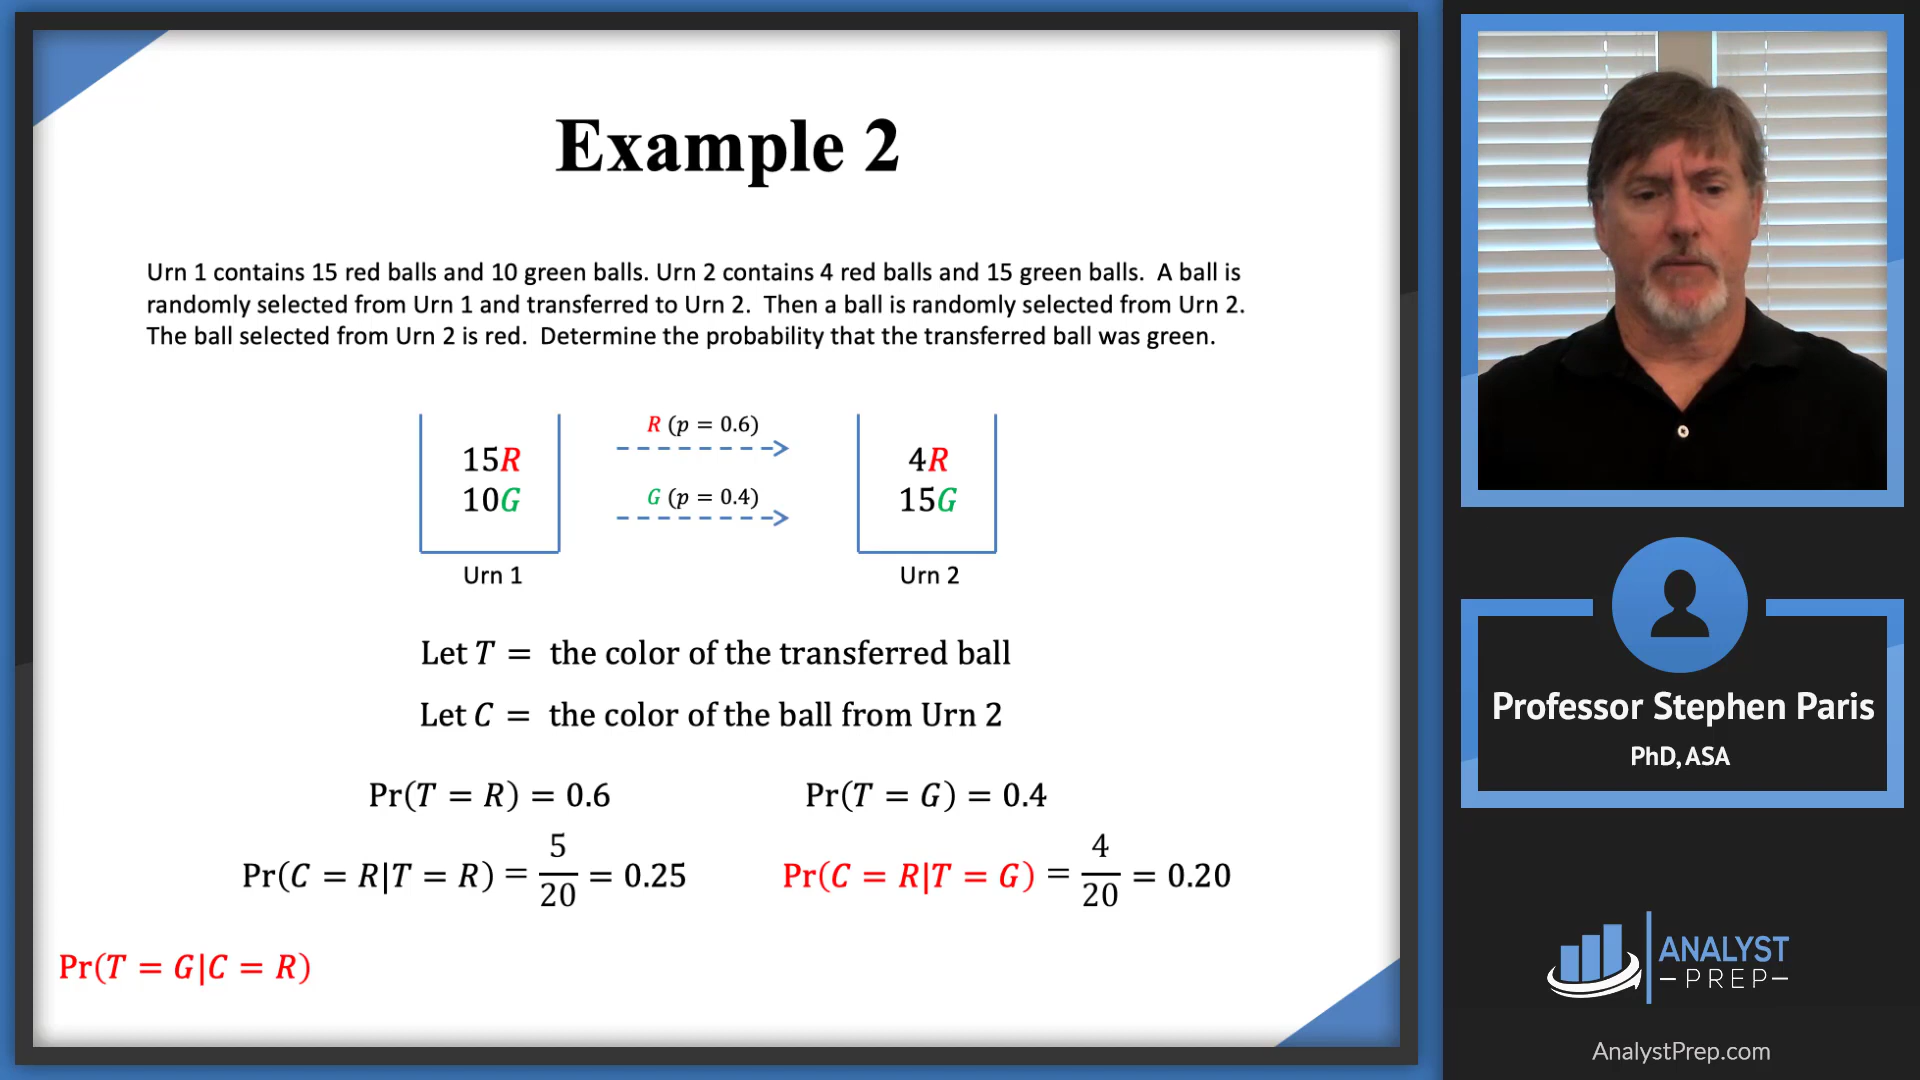 Example 2
Urn 1 contains 15 red balls and 10 green balls. Urn 2 contains 4 red balls and 15 green balls.  A ball is
randomly selected from Urn 1 and transferred to Urn 2.  Then a ball is randomly selected from Urn 2.
The ball selected from Urn 2 is red.  Determine the probability that the transferred ball was green.
R (p = 0.6)
15R
4R
G (p = 0.4)
10G
15G
Urn 1
Urn 2
Let T =  the color of the transferred ball
Let C =  the color of the ball from Urn 2
Pr(T = R) = 0.6
Pr(T = G) = 0.4
Pr(C = R|T = R) = 5/20 = 0.25
Pr(C = R|T = G) = 4/20 = 0.20
Pr(T = G|C = R)
Professor Stephen Paris
PhD, ASA
ANALYST
PREP
AnalystPrep.com